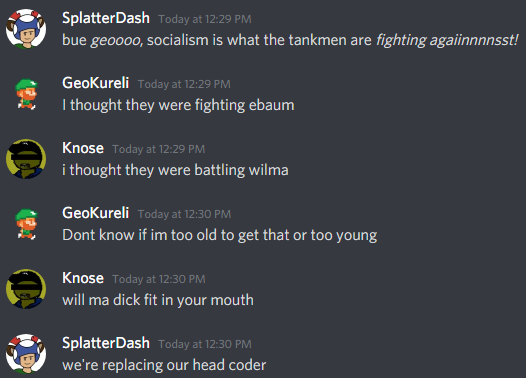 SplatterDash Today at 12:29 PM
bue geoooo, socialism is what the tankmen are fighting agaiinnnnsst!
GeoKureli Today at 12:29 PM
I thought they were fighting ebaum
Knose Today at 12:29 PM
i thought they were battling wilma
GeoKureli Today at 12:30 PM
Dont know if im too old to get that or too young
Knose Today at 12:30 PM
will ma dick fit in your mouth
SplatterDash Today at 12:30 PM
we're replacing our head coder